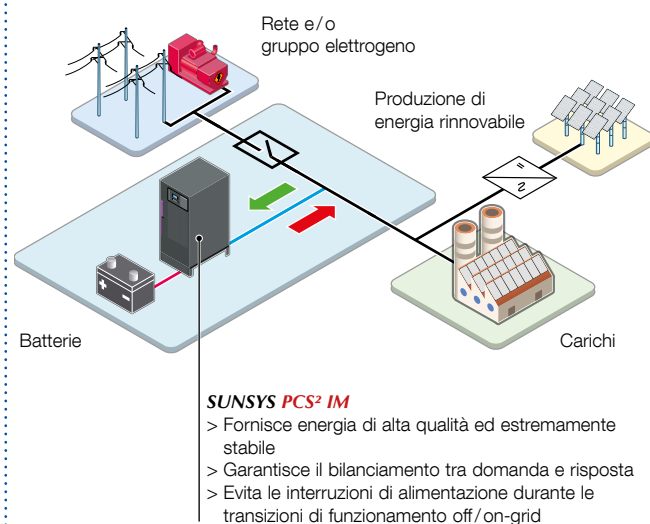 Rete e/o
gruppo elettrogeno
Produzione di
energia rinnovabile
Batterie
Carichi
SUNSYS PCS² IM
> Fornisce energia di alta qualità ed estremamente
stabile
> Garantisce il bilanciamento tra domanda e risposta
> Evita le interruzioni di alimentazione durante le
transizioni di funzionamento off/on-grid